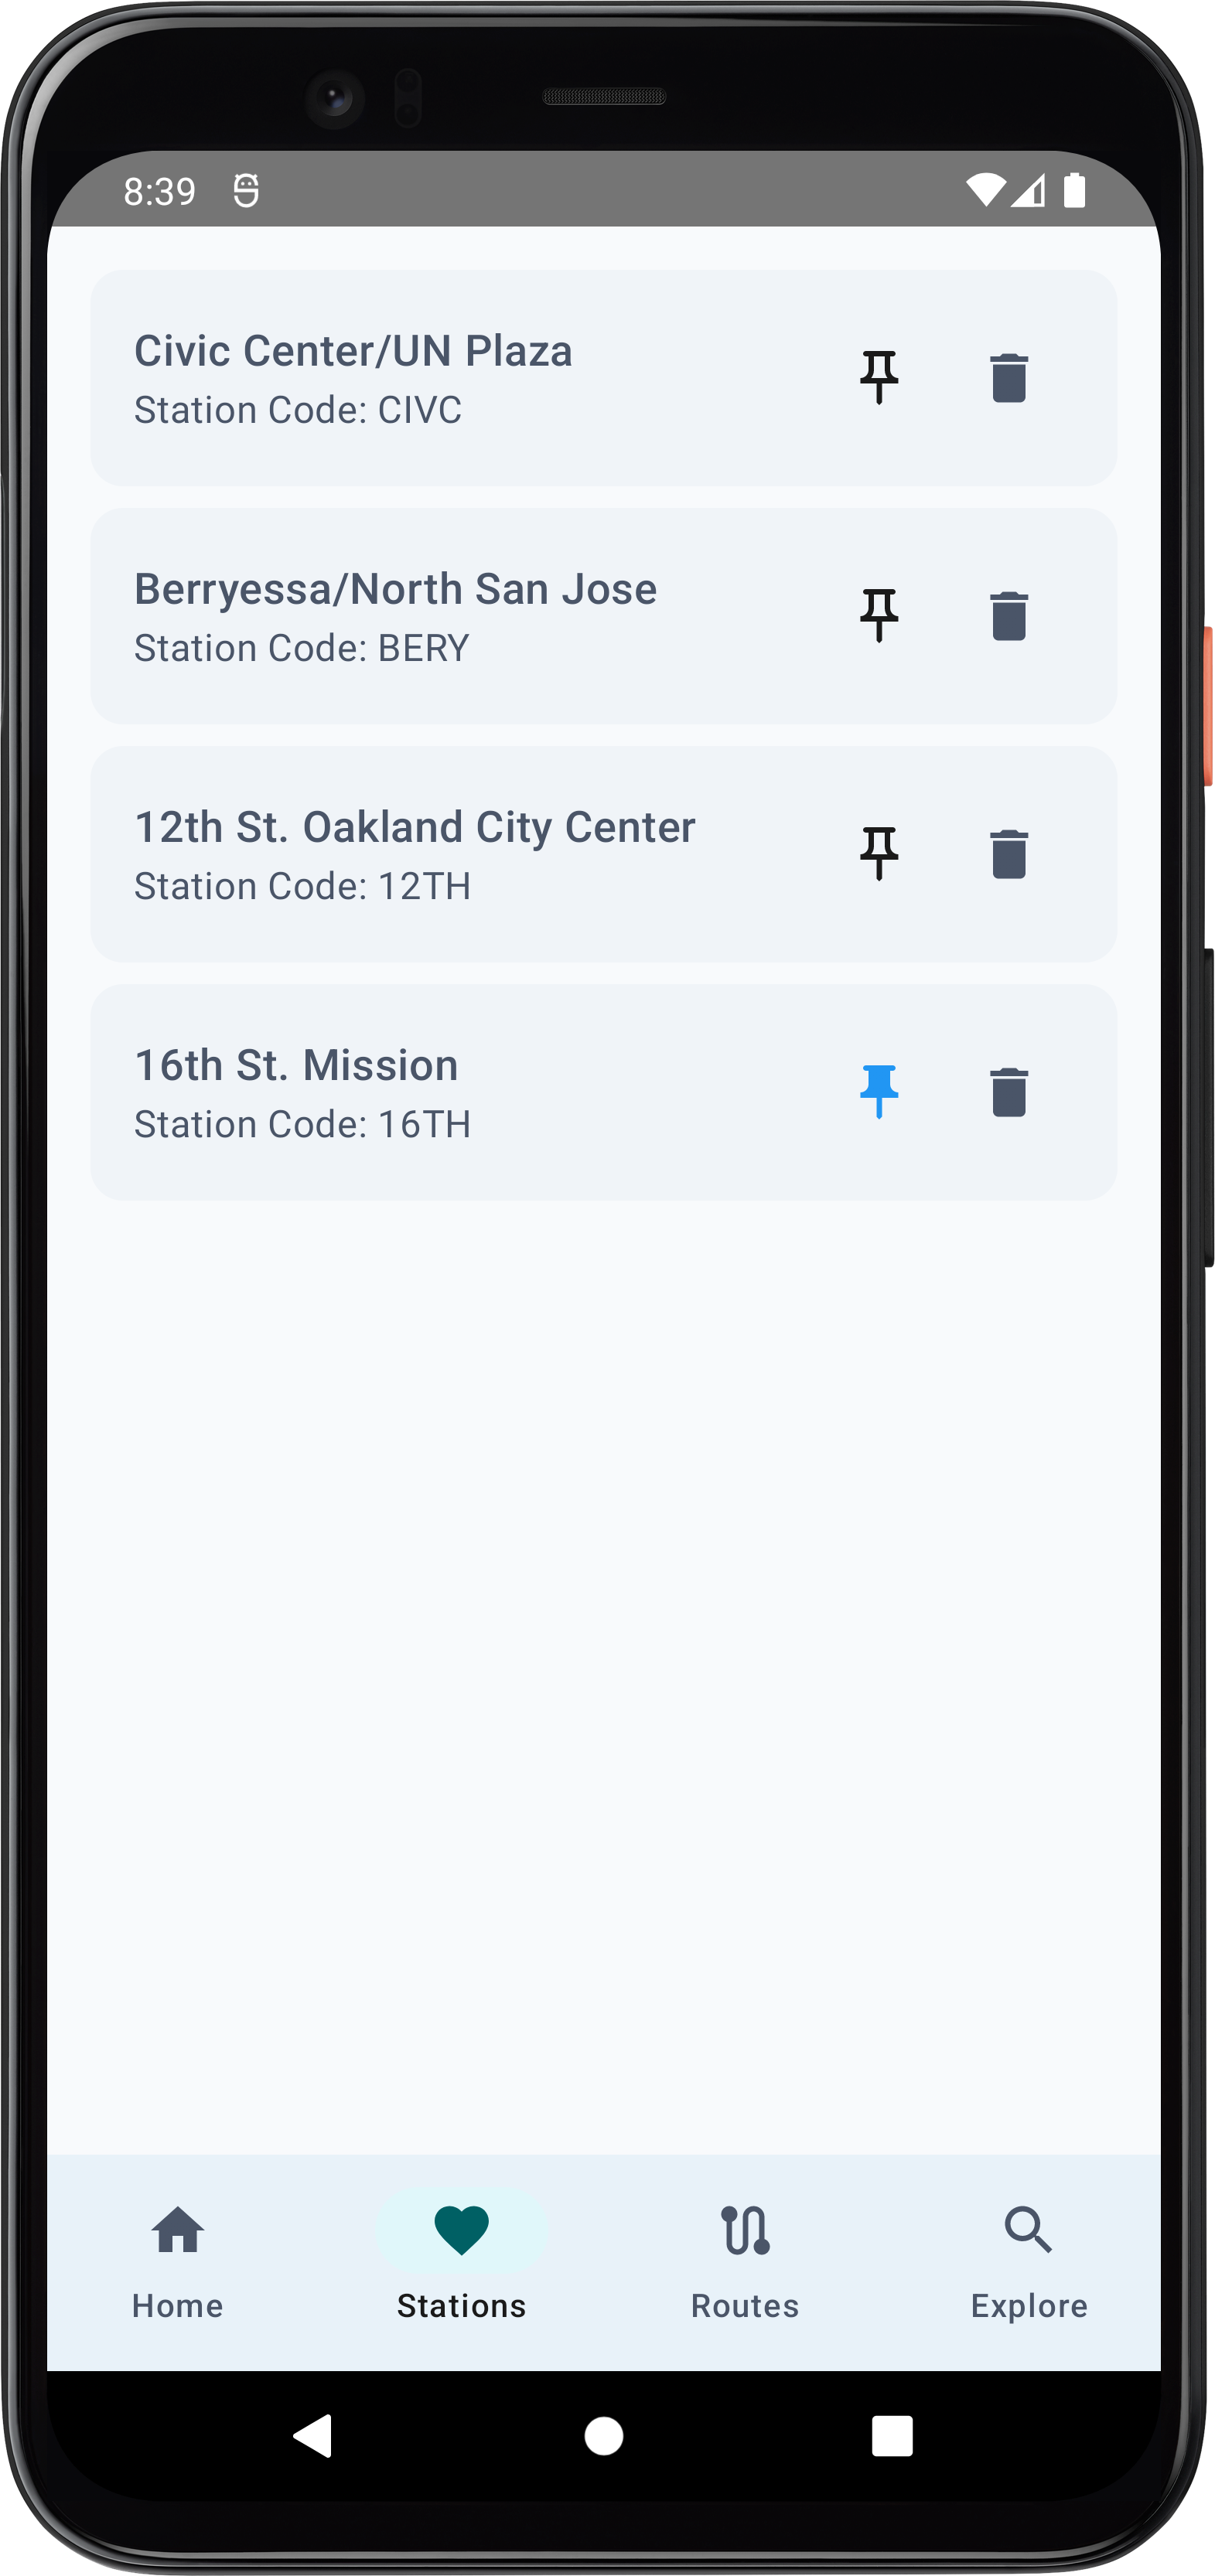 8:39
Civic Center/UN Plaza
Station Code: CIVC
Berryessa/North San Jose
Station Code: BERY
12th St. Oakland City Center
Station Code: 12TH
16th St. Mission
Station Code: 16TH
Home
Stations
Routes
Explore